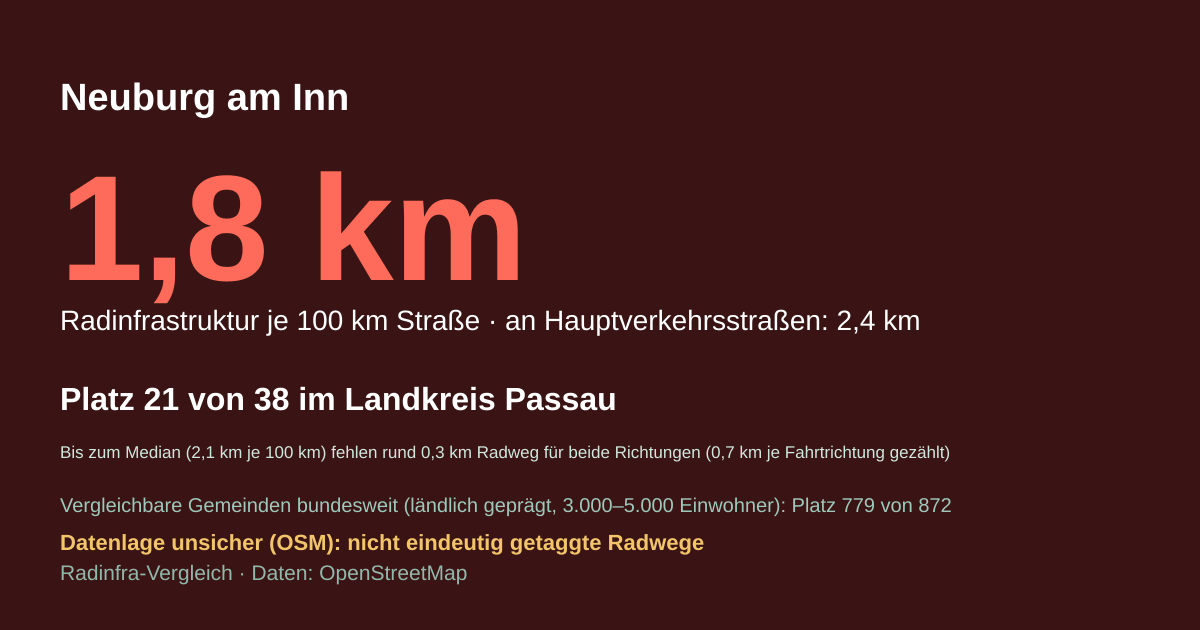 Neuburg am Inn
1,8 km
Radinfrastruktur je 100 km Straße · an Hauptverkehrsstraßen: 2,4 km
Platz 21 von 38 im Landkreis Passau
Bis zum Median (2,1 km je 100 km) fehlen rund 0,3 km Radweg für beide Richtungen (0,7 km je Fahrtrichtung gezählt)
Vergleichbare Gemeinden bundesweit (ländlich geprägt, 3.000–5.000 Einwohner): Platz 779 von 872
Datenlage unsicher (OSM): nicht eindeutig getaggte Radwege
Radinfra-Vergleich · Daten: OpenStreetMap